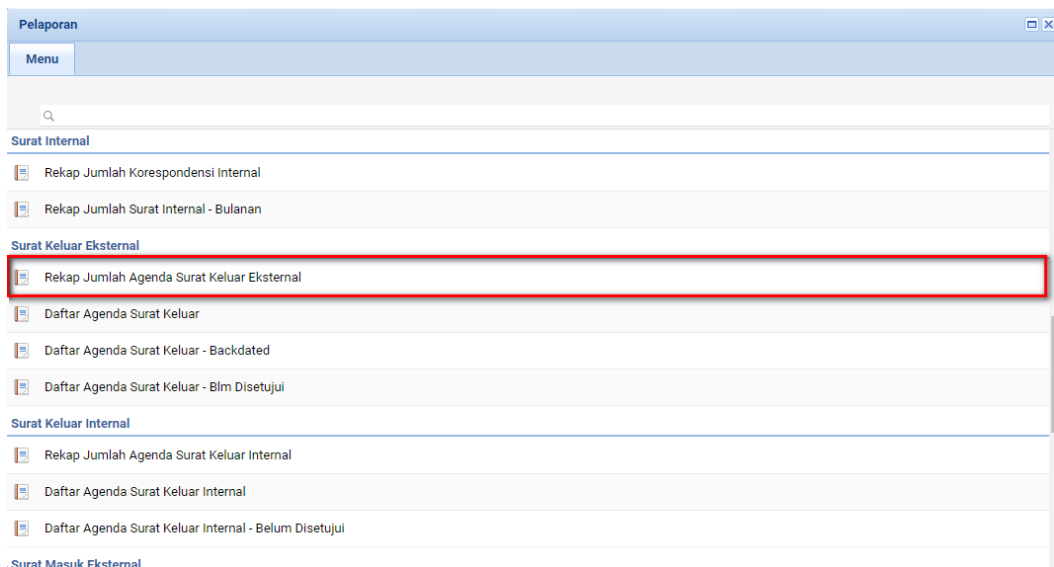 Pelaporan
Menu
Surat Internal
Rekap Jumlah Korespondensi Internal
Rekap Jumlah Surat Internal - Bulanan
Surat Keluar Eksternal
Rekap Jumlah Agenda Surat Keluar Eksternal
Daftar Agenda Surat Keluar
Daftar Agenda Surat Keluar - Backdated
Daftar Agenda Surat Keluar - Blm Disetujui
Surat Keluar Internal
Rekap Jumlah Agenda Surat Keluar Internal
Daftar Agenda Surat Keluar Internal
Daftar Agenda Surat Keluar Internal - Belum Disetujui
Surat Masuk Eksternal